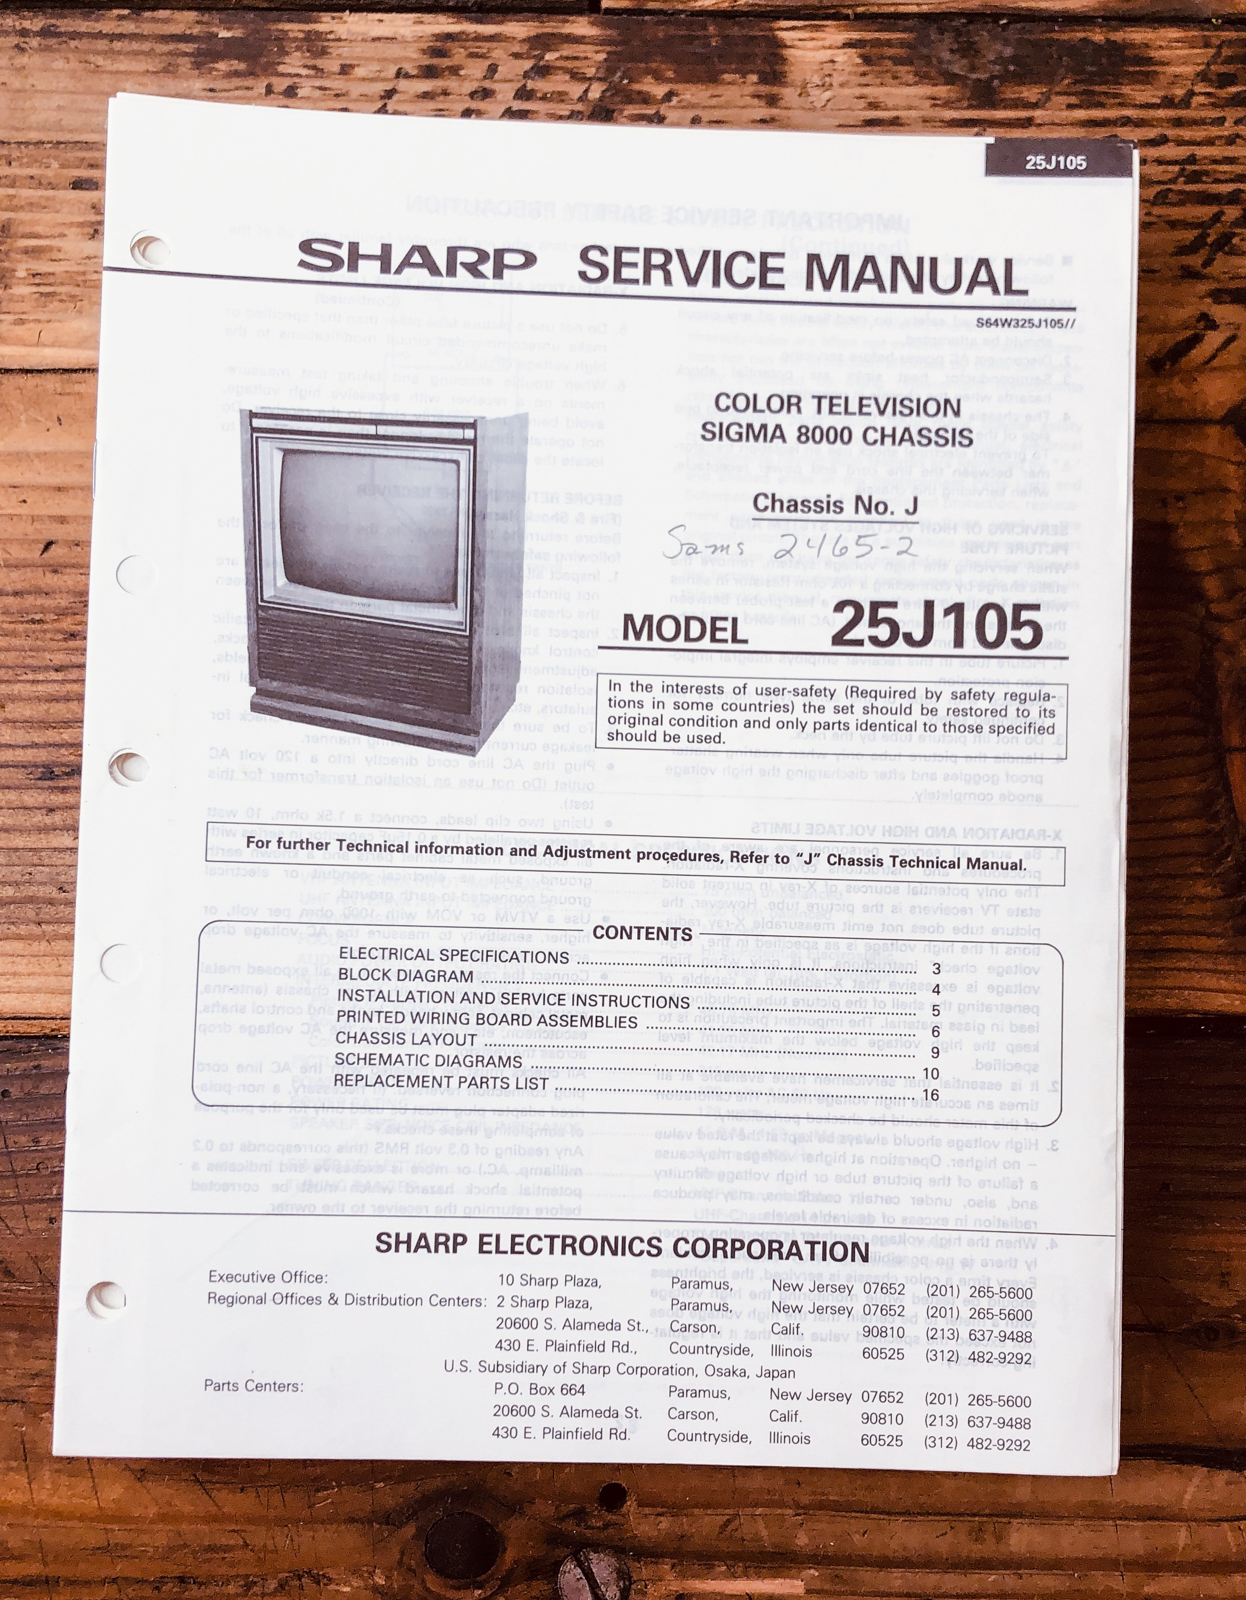 25J105
SHARP SERVICE MANUAL
S64W325J105//
COLOR TELEVISION
SIGMA 8000 CHASSIS
Chassis No. J
Sams 2465-2
MODEL 25J105
In the interests of user-safety (Required by safety regula-
tions in some countries) the set should be restored to its
original condition and only parts identical to those specified
should be used.
For further Technical information and Adjustment procedures, Refer to "J" Chassis Technical Manual.
CONTENTS
ELECTRICAL SPECIFICATIONS ... 3
BLOCK DIAGRAM ... 4
INSTALLATION AND SERVICE INSTRUCTIONS ... 5
PRINTED WIRING BOARD ASSEMBLIES ... 6
CHASSIS LAYOUT ... 9
SCHEMATIC DIAGRAMS ... 10
REPLACEMENT PARTS LIST ... 16
SHARP ELECTRONICS CORPORATION
Executive Office: 10 Sharp Plaza, Paramus, New Jersey 07652 (201) 265-5600
Regional Offices & Distribution Centers: 2 Sharp Plaza, Paramus, New Jersey 07652 (201) 265-5600
20600 S. Alameda St., Carson, Calif. 90810 (213) 637-9488
430 E. Plainfield Rd., Countryside, Illinois 60525 (312) 482-9292
U.S. Subsidiary of Sharp Corporation, Osaka, Japan
Parts Centers: P.O. Box 664 Paramus, New Jersey 07652 (201) 265-5600
20600 S. Alameda St. Carson, Calif. 90810 (213) 637-9488
430 E. Plainfield Rd. Countryside, Illinois 60525 (312) 482-9292